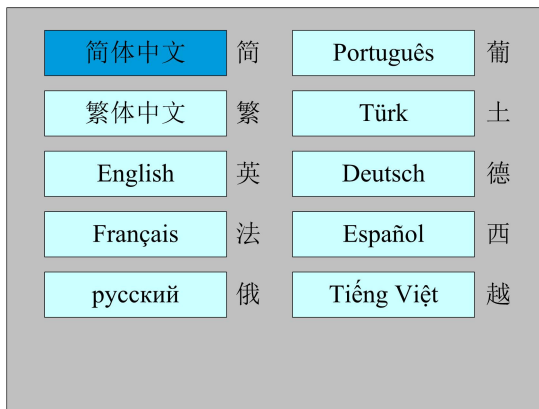 简体中文 简 Português 葡
繁体中文 繁 Türk 土
English 英 Deutsch 德
Français 法 Español 西
русский 俄 Tiếng Việt 越